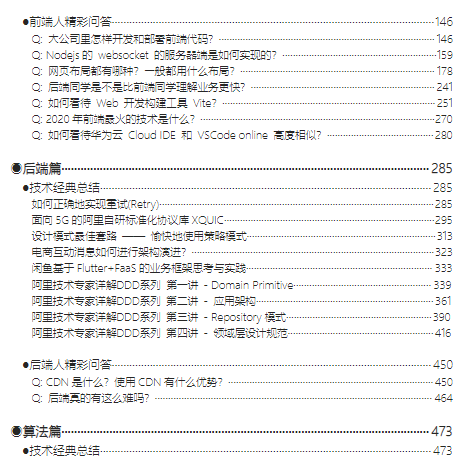 ●前端人精彩问答 146
Q: 大公司里怎样开发和部署前端代码? 146
Q: Nodejs 的 websocket 的服务器端是如何实现的? 159
Q: 网页布局都有哪种? 一般都用什么布局? 178
Q: 后端同学是不是比前端同学理解业务更快? 241
Q: 如何看待 Web 开发构建工具 Vite? 251
Q: 2020 年前端最火的技术是什么? 270
Q: 如何看待华为云 Cloud IDE 和 VSCode online 高度相似? 280
◉后端篇 285
●技术经典总结 285
如何正确地实现重试(Retry) 285
面向 5G 的阿里自研标准化协议库 XQUIC 295
设计模式最佳套路 —— 愉快地使用策略模式 313
电商互动消息如何进行架构演进? 323
闲鱼基于 Flutter+FaaS 的业务框架思考与实践 333
阿里技术专家详解DDD系列 第一讲 - Domain Primitive 339
阿里技术专家详解DDD系列 第二讲 - 应用架构 361
阿里技术专家详解DDD系列 第三讲 - Repository 模式 390
阿里技术专家详解DDD系列 第四讲 - 领域层设计规范 416
●后端人精彩问答 450
Q: CDN 是什么? 使用 CDN 有什么优势? 450
Q: 后端真的有这么难吗? 464
◉算法篇 473
●技术经典总结 473